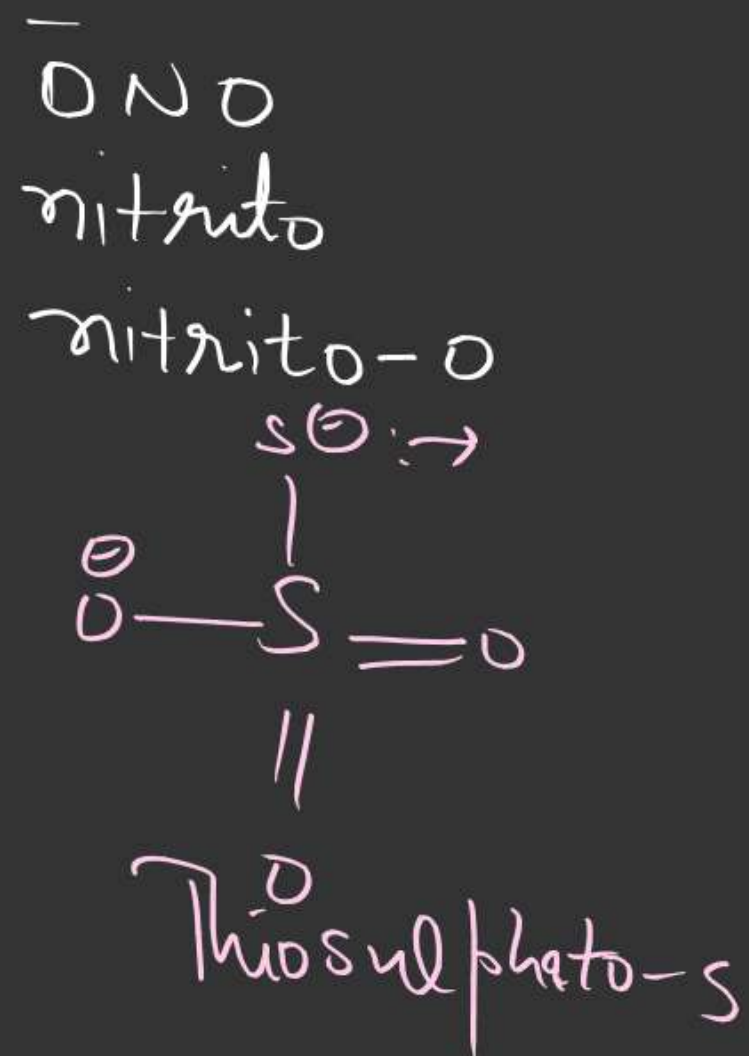 ONO
nitrito
nitrito-O
S⊖:→
⊖
O—S=O
||
O
Thiosulphato-S